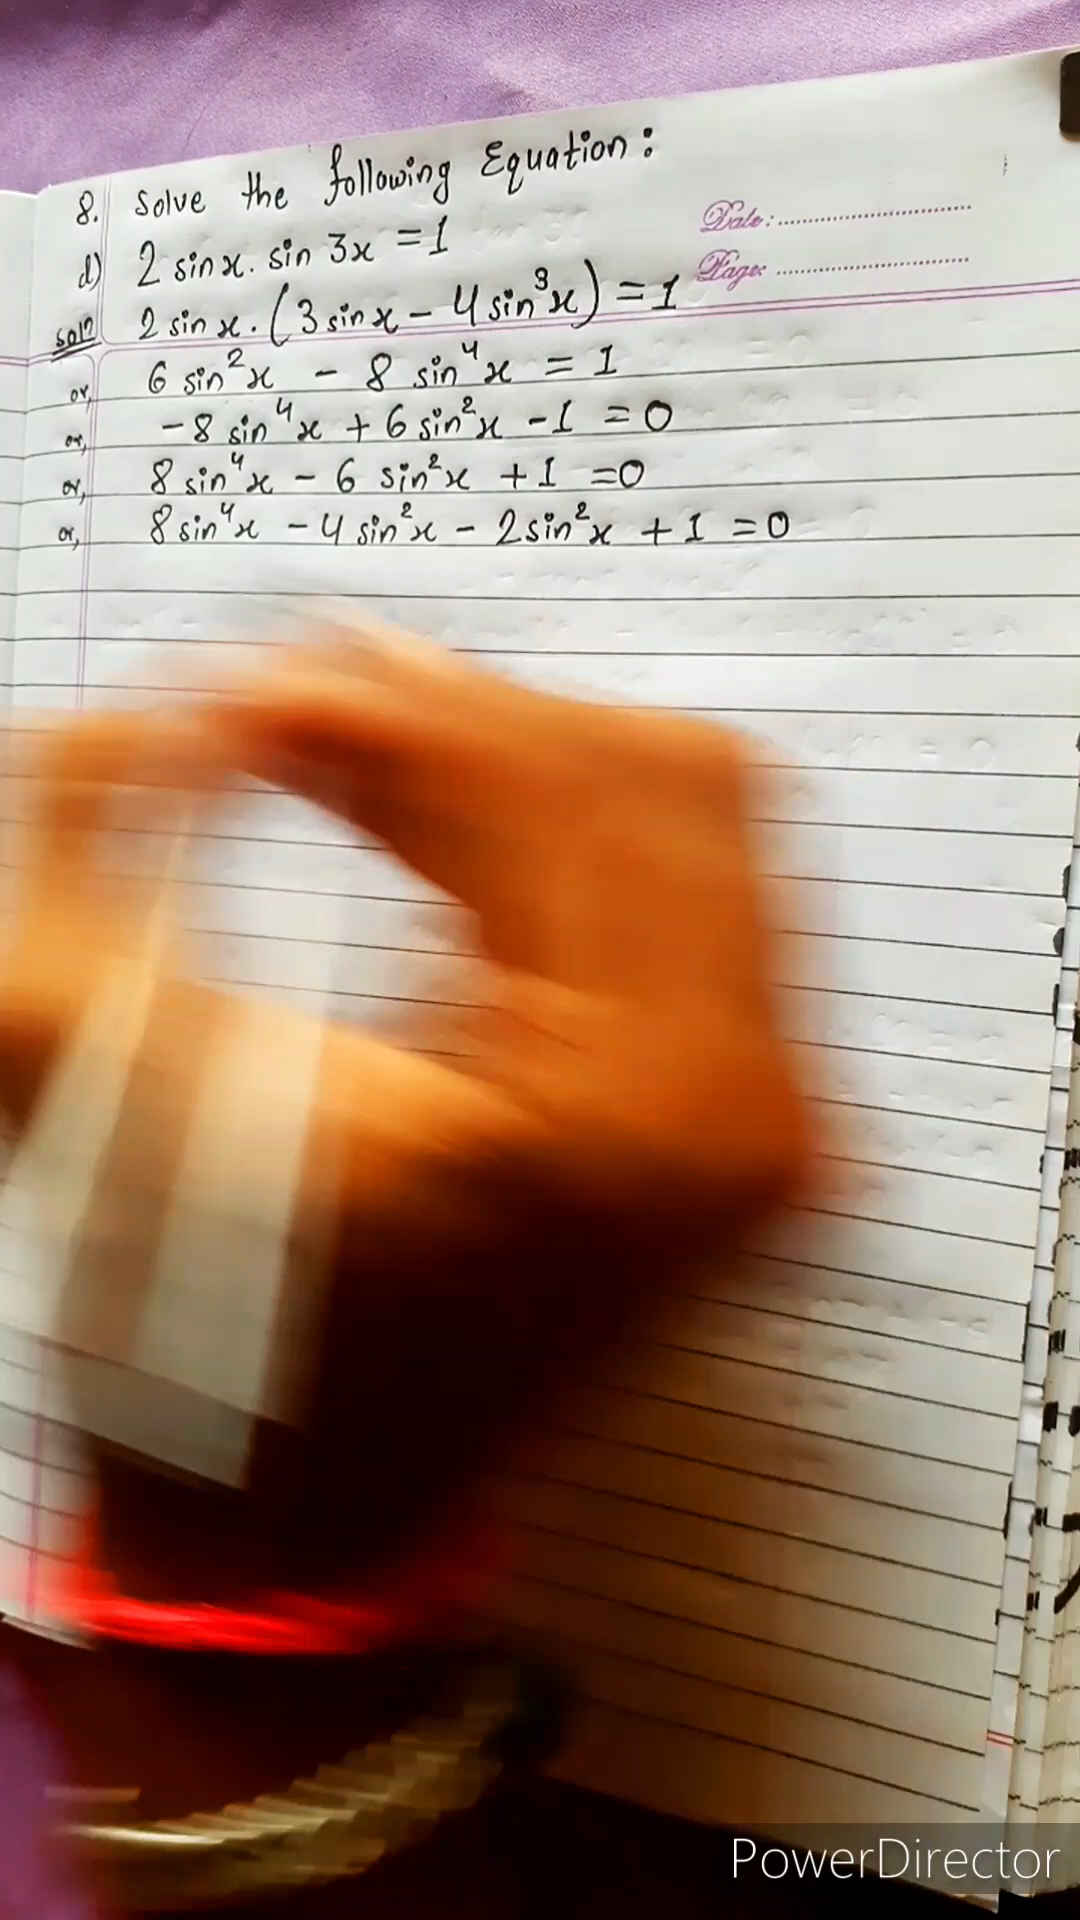 8. Solve the following Equation:
d) 2 sin x. sin 3x = 1
Date:
Page:
solⁿ 2 sin x. (3 sin x - 4 sin³x) = 1
or, 6 sin²x - 8 sin⁴x = 1
or, -8 sin⁴x + 6 sin²x - 1 = 0
or, 8 sin⁴x - 6 sin²x + 1 = 0
or, 8 sin⁴x - 4 sin²x - 2 sin²x + 1 = 0
PowerDirector